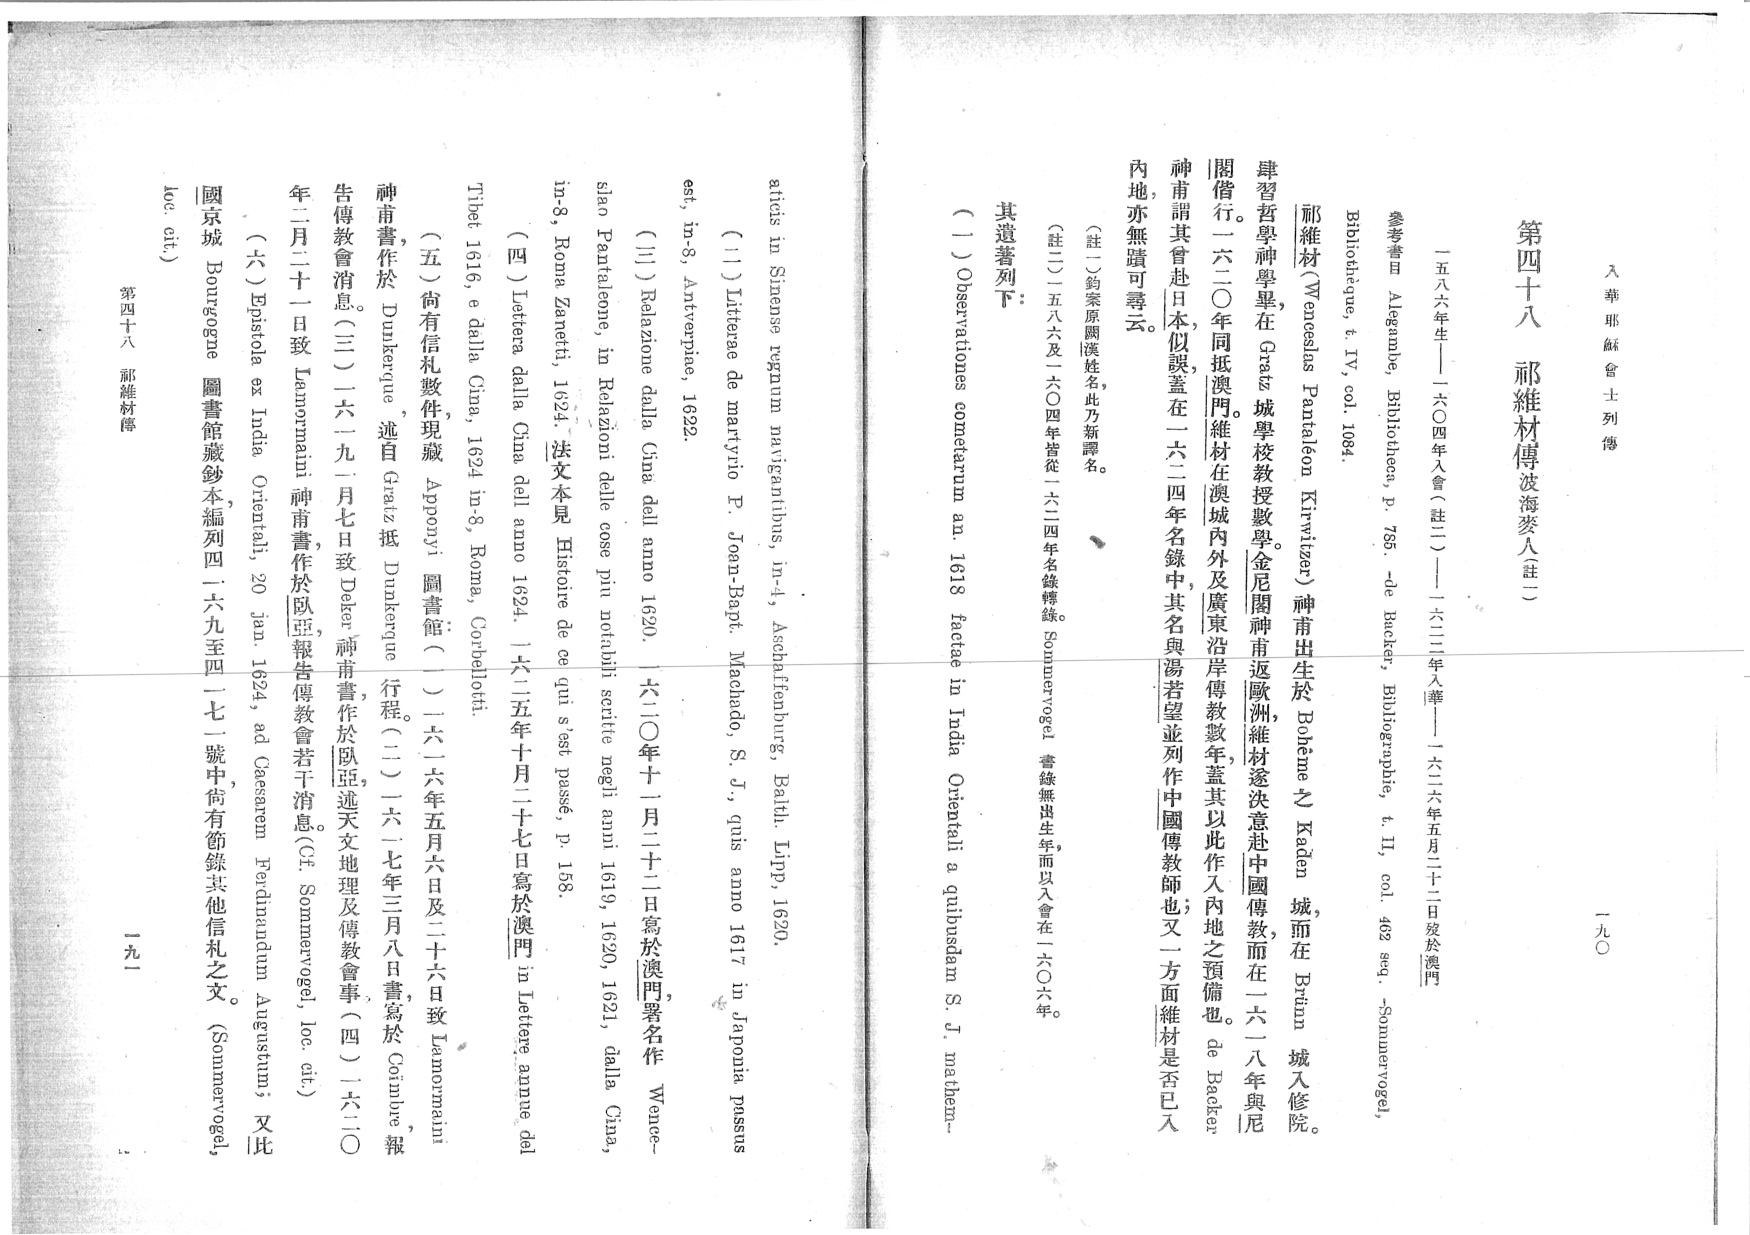 入華耶穌會士列傳
一九〇
第四十八　祁維材傳 波海麥人（註一）
一五八六年生——一六〇四年入會（註二）——一六二二年入華——一六二六年五月二十二日歿於澳門
參考書目 Alegambe, Bibliotheca, p. 785. -de Backer, Bibliographie, t. II, col. 462 seq. -Sommervogel,
Bibliothèque, t. IV, col. 1084.
祁維材(Wenceslas Pantaléon Kirwitzer)神甫出生於 Bohême 之 Kaden 城，而在 Brünn 城入修院。
肄習哲學神學畢，在 Gratz 城學校教授數學。金尼閣神甫返歐洲，維材遂決意赴中國傳教，而在一六一八年與尼
閣偕行。一六二〇年同抵澳門。維材在澳城內外及廣東沿岸傳教數年，蓋其以此作入內地之預備也。de Backer
神甫謂其曾赴日本，似誤，蓋在一六二四年名錄中，其名與湯若望並列作中國傳教師也；又一方面維材是否已入
內地，亦無蹟可尋云。
（註一）鈞案原闕漢姓名，此乃新譯名。
（註二）一五八六及一六〇四年皆從一六二四年名錄轉錄。Sommervogel 書錄無出生年，而以入會在一六〇六年。
其遺著列下：
（一）Observationes cometarum an. 1618 factae in India Orientali a quibusdam S. J. mathem-
aticis in Sinense regnum navigantibus, in-4, Aschaffenburg, Balth. Lipp, 1620.
（二）Litterae de martyrio P. Joan-Bapt. Machado, S. J., quis anno 1617 in Japonia passus
est, in-8, Antverpiae, 1622.
（三）Relazione dalla Cina dell anno 1620. 一六二〇年十一月二十二日寫於澳門，署名作 Wence-
slao Pantaleone, in Relazioni delle cose piu notabili scritte negli anni 1619, 1620, 1621, dalla Cina,
in-8, Roma Zanetti, 1624. 法文本見 Histoire de ce qui s'est passé, p. 158.
（四）Lettera dalla Cina dell anno 1624. 一六二五年十月二十七日寫於澳門 in Lettere annue del
Tibet 1616, e dalla Cina, 1624 in-8, Roma, Corbellotti.
（五）尙有信札數件，現藏 Apponyi 圖書館：（一）一六一六年五月六日及二十六日致 Lamormaini
神甫書，作於 Dunkerque，述自 Gratz 抵 Dunkerque 行程。（二）一六一七年三月八日書，寫於 Coïmbre，報
告傳教會消息。（三）一六一九一月七日致 Deker 神甫書，作於臥亞，述天文地理及傳教會事，（四）一六二〇
年二月二十一日致 Lamormaini 神甫書，作於臥亞，報告傳教會若干消息。(Cf. Sommervogel, loc. cit.)
（六）Epistola ex India Orientali, 20 jan. 1624, ad Caesarem Ferdinandum Augustum; 又比
國京城 Bourgogne 圖書館藏鈔本，編列四一六九至四一七一號中，尙有節錄其他信札之文。(Sommervogel,
loc. cit.)
第四十八　祁維材傳
一九一